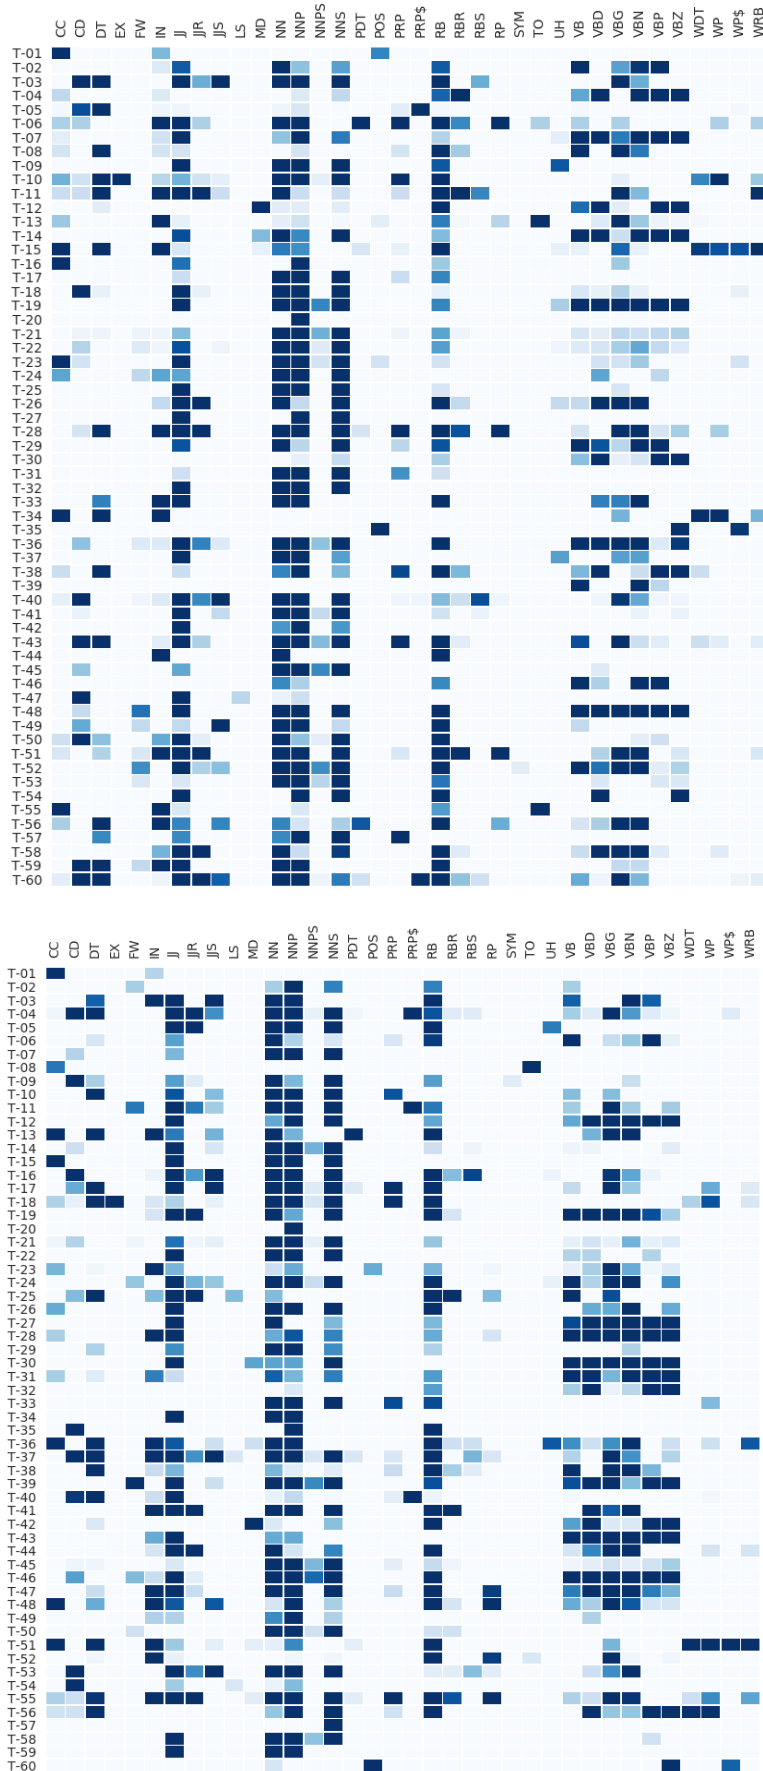 CC CD DT EX FW IN JJ JJR JJS LS MD NN NNP NNPS NNS PDT POS PRP PRP$ RB RBR RBS RP SYM TO UH VB VBD VBG VBN VBP VBZ WDT WP WP$ WRB
T-01
T-02
T-03
T-04
T-05
T-06
T-07
T-08
T-09
T-10
T-11
T-12
T-13
T-14
T-15
T-16
T-17
T-18
T-19
T-20
T-21
T-22
T-23
T-24
T-25
T-26
T-27
T-28
T-29
T-30
T-31
T-32
T-33
T-34
T-35
T-36
T-37
T-38
T-39
T-40
T-41
T-42
T-43
T-44
T-45
T-46
T-47
T-48
T-49
T-50
T-51
T-52
T-53
T-54
T-55
T-56
T-57
T-58
T-59
T-60
CC CD DT EX FW IN JJ JJR JJS LS MD NN NNP NNPS NNS PDT POS PRP PRP$ RB RBR RBS RP SYM TO UH VB VBD VBG VBN VBP VBZ WDT WP WP$ WRB
T-01
T-02
T-03
T-04
T-05
T-06
T-07
T-08
T-09
T-10
T-11
T-12
T-13
T-14
T-15
T-16
T-17
T-18
T-19
T-20
T-21
T-22
T-23
T-24
T-25
T-26
T-27
T-28
T-29
T-30
T-31
T-32
T-33
T-34
T-35
T-36
T-37
T-38
T-39
T-40
T-41
T-42
T-43
T-44
T-45
T-46
T-47
T-48
T-49
T-50
T-51
T-52
T-53
T-54
T-55
T-56
T-57
T-58
T-59
T-60